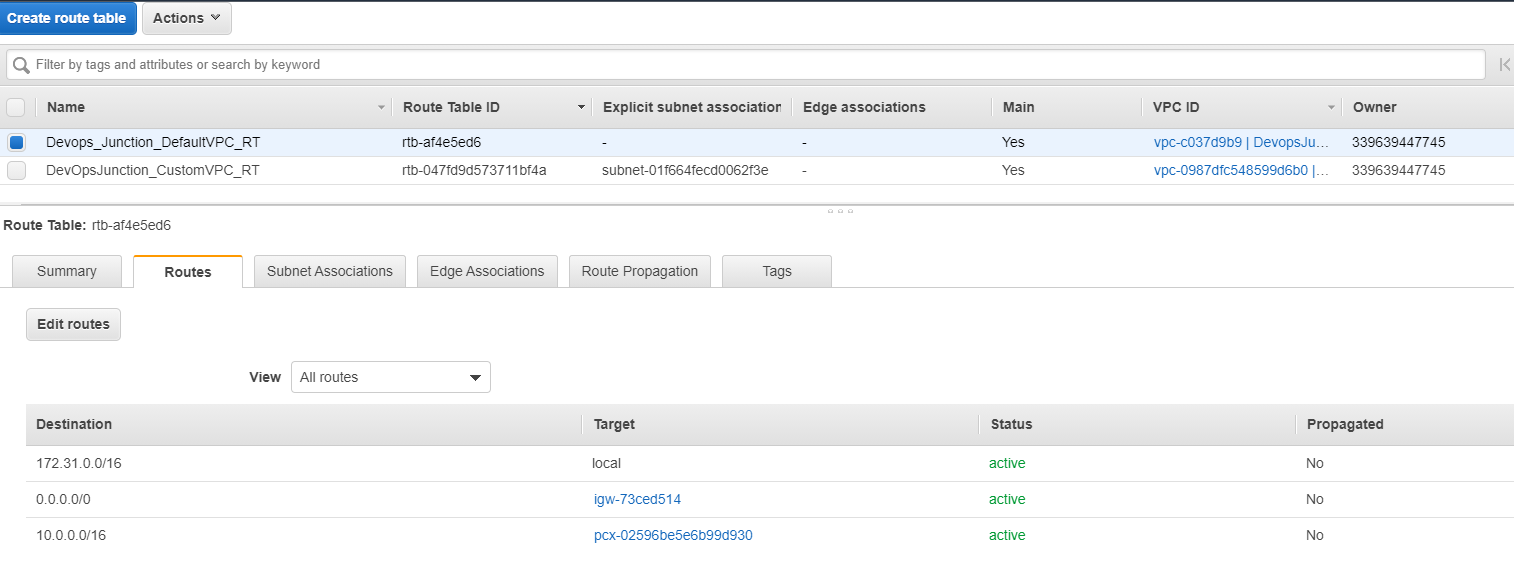 Create route table Actions
Filter by tags and attributes or search by keyword
Name Route Table ID Explicit subnet association Edge associations Main VPC ID Owner
Devops_Junction_DefaultVPC_RT rtb-af4e5ed6 - - Yes vpc-c037d9b9 | DevopsJu... 339639447745
DevOpsJunction_CustomVPC_RT rtb-047fd9d573711bf4a subnet-01f664fecd0062f3e - Yes vpc-0987dfc548599d6b0 |... 339639447745
Route Table: rtb-af4e5ed6
Summary Routes Subnet Associations Edge Associations Route Propagation Tags
Edit routes
View All routes
Destination Target Status Propagated
172.31.0.0/16 local active No
0.0.0.0/0 igw-73ced514 active No
10.0.0.0/16 pcx-02596be5e6b99d930 active No